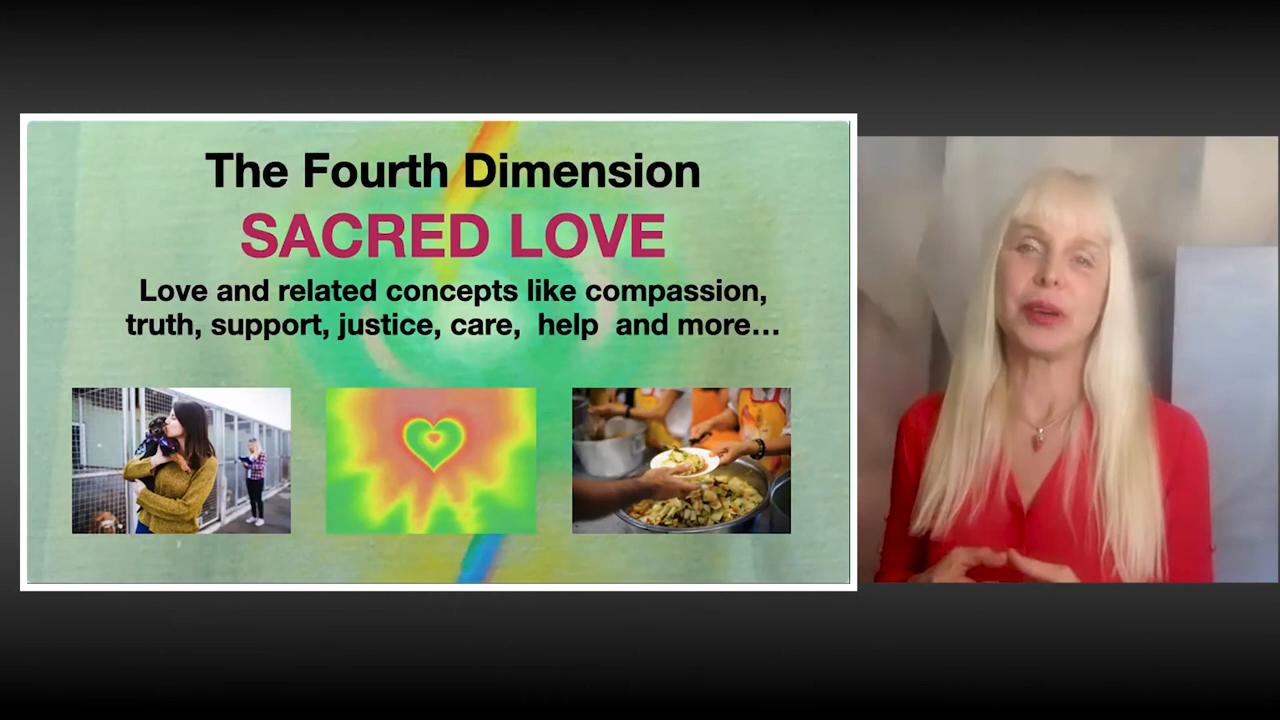 The Fourth Dimension
SACRED LOVE
Love and related concepts like compassion,
truth, support, justice, care, help and more...